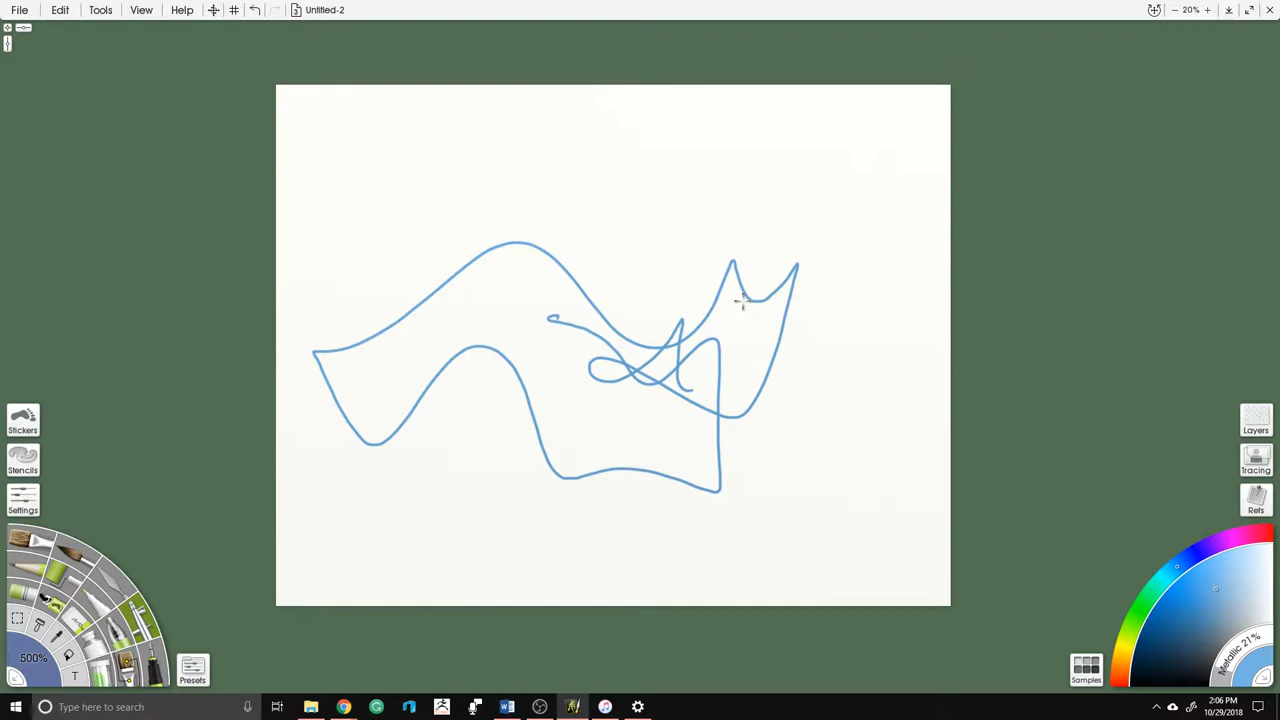 File Edit Tools View Help Untitled-2 20%
Stickers
Stencils
Settings
500%
T
Presets
Layers
Tracing
Refs
Metallic 21%
Samples
Type here to search
2:06 PM
10/29/2018